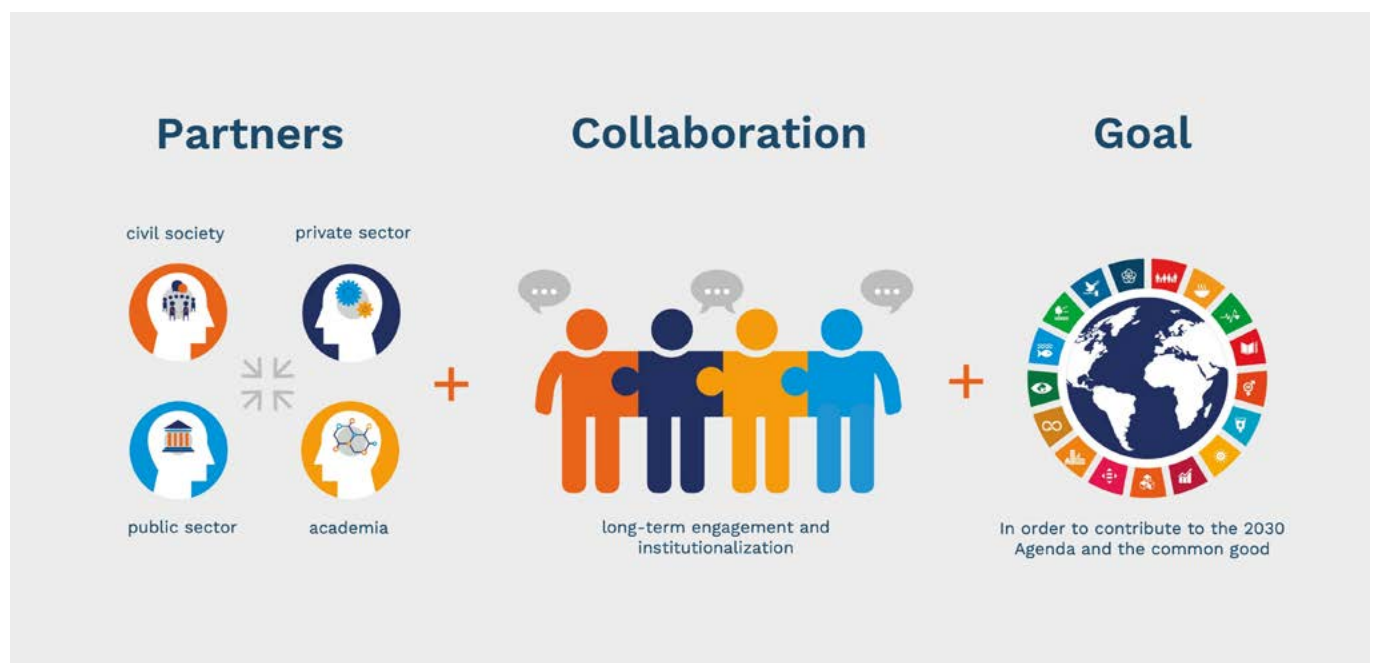 Partners
Collaboration
Goal
civil society
private sector
public sector
academia
+
+
long-term engagement and
institutionalization
In order to contribute to the 2030
Agenda and the common good